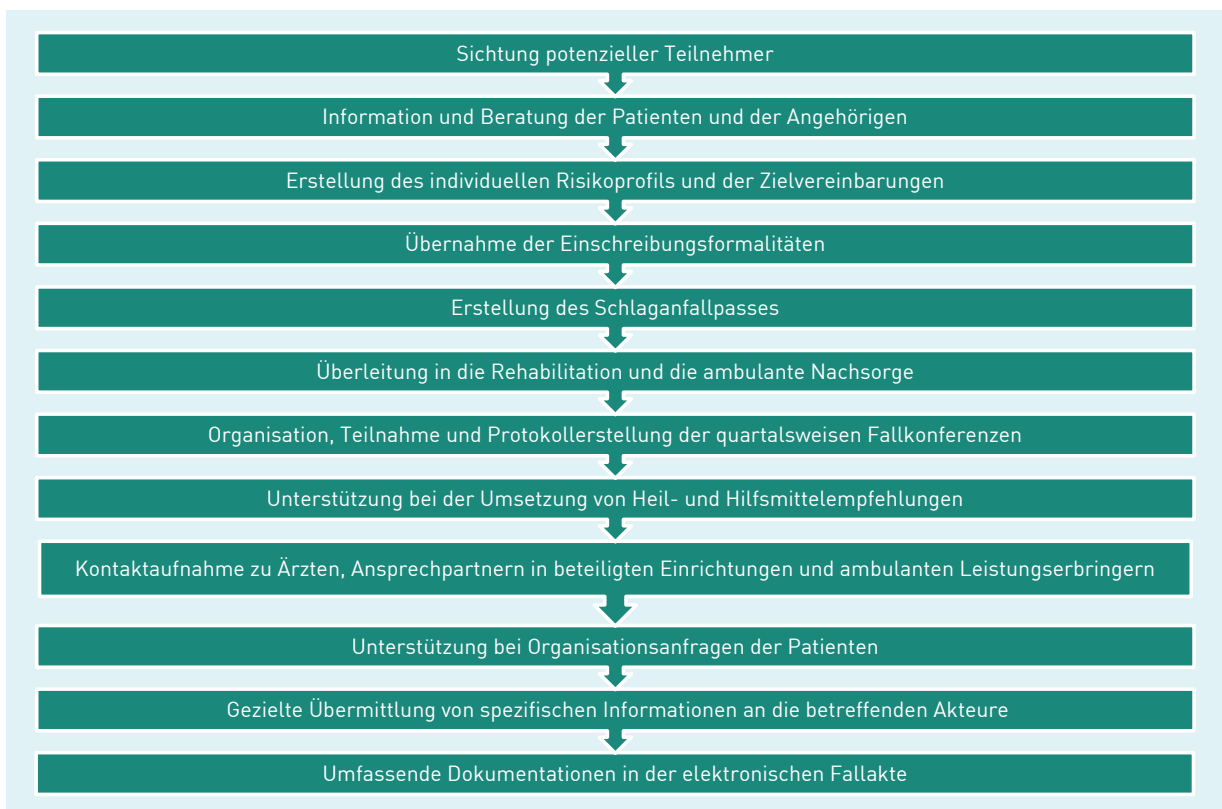 Sichtung potenzieller Teilnehmer
Information und Beratung der Patienten und der Angehörigen
Erstellung des individuellen Risikoprofils und der Zielvereinbarungen
Übernahme der Einschreibungsformalitäten
Erstellung des Schlaganfallpasses
Überleitung in die Rehabilitation und die ambulante Nachsorge
Organisation, Teilnahme und Protokollerstellung der quartalsweisen Fallkonferenzen
Unterstützung bei der Umsetzung von Heil- und Hilfsmittelempfehlungen
Kontaktaufnahme zu Ärzten, Ansprechpartnern in beteiligten Einrichtungen und ambulanten Leistungserbringern
Unterstützung bei Organisationsanfragen der Patienten
Gezielte Übermittlung von spezifischen Informationen an die betreffenden Akteure
Umfassende Dokumentationen in der elektronischen Fallakte